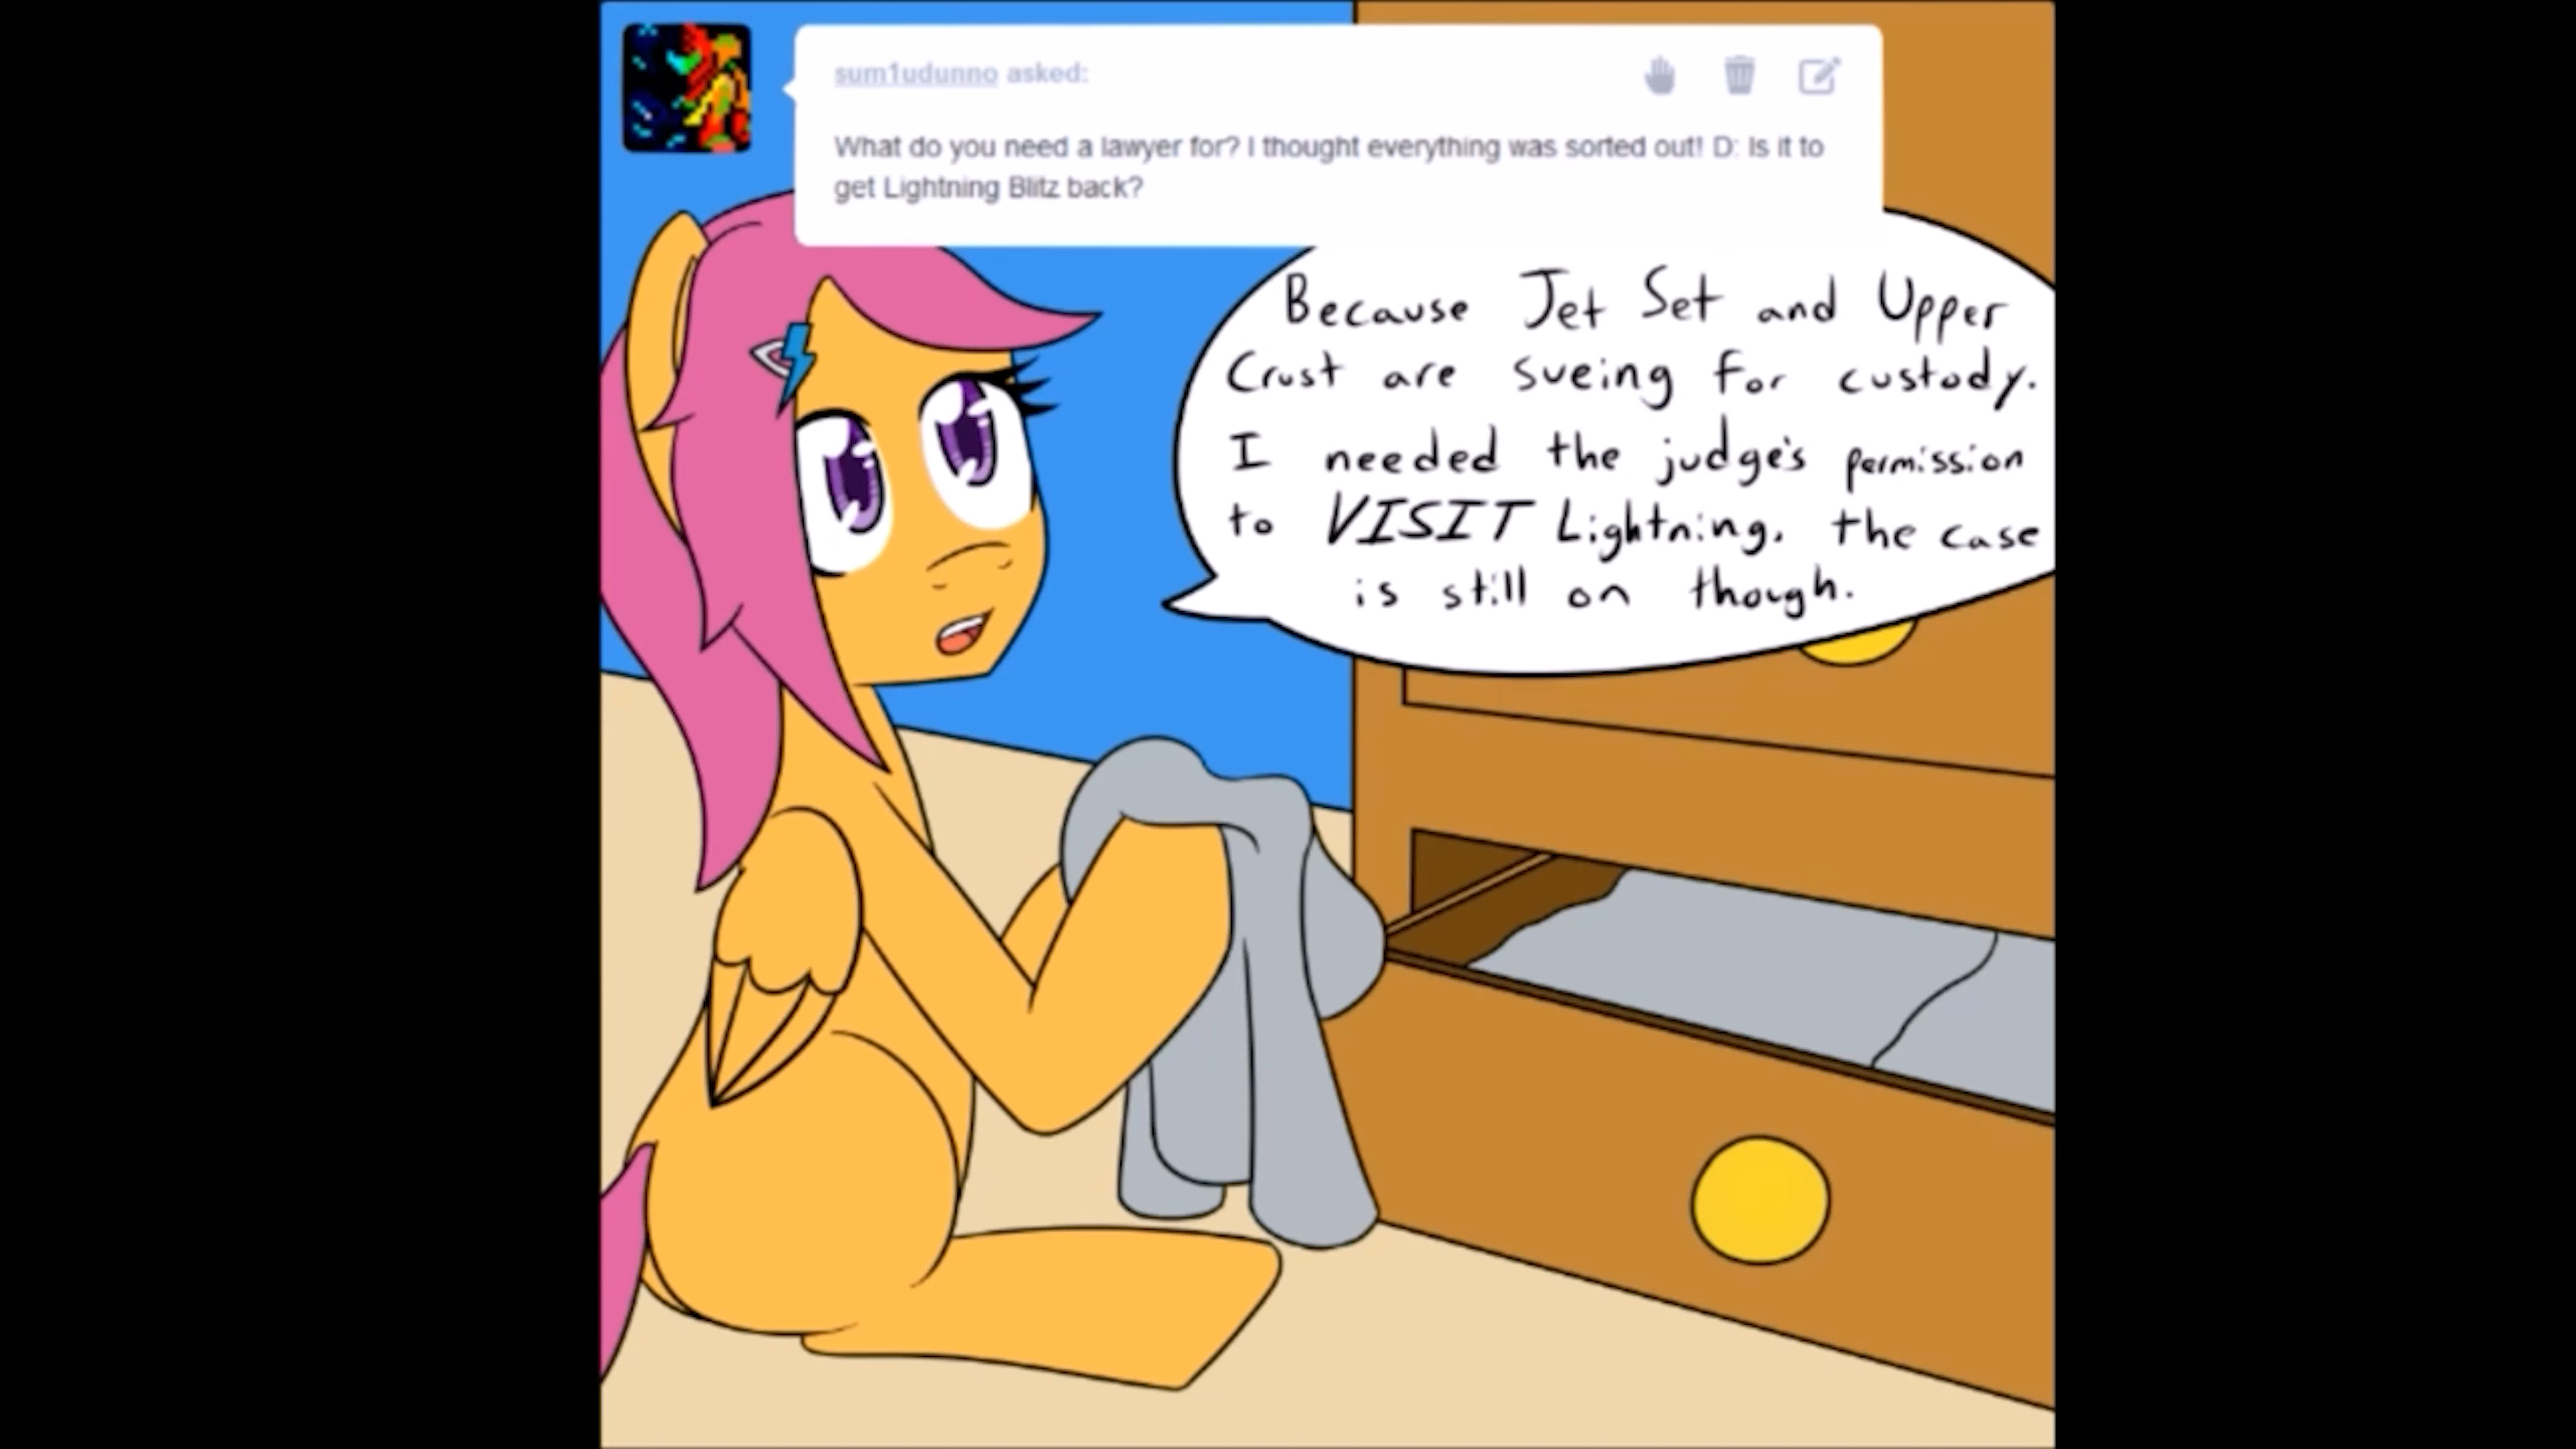 sum1udunno asked:
What do you need a lawyer for? I thought everything was sorted out! D: Is it to
get Lightning Blitz back?
Because Jet Set and Upper
Crust are sueing for custody.
I needed the judge's permission
to VISIT Lightning. the case
is still on though.